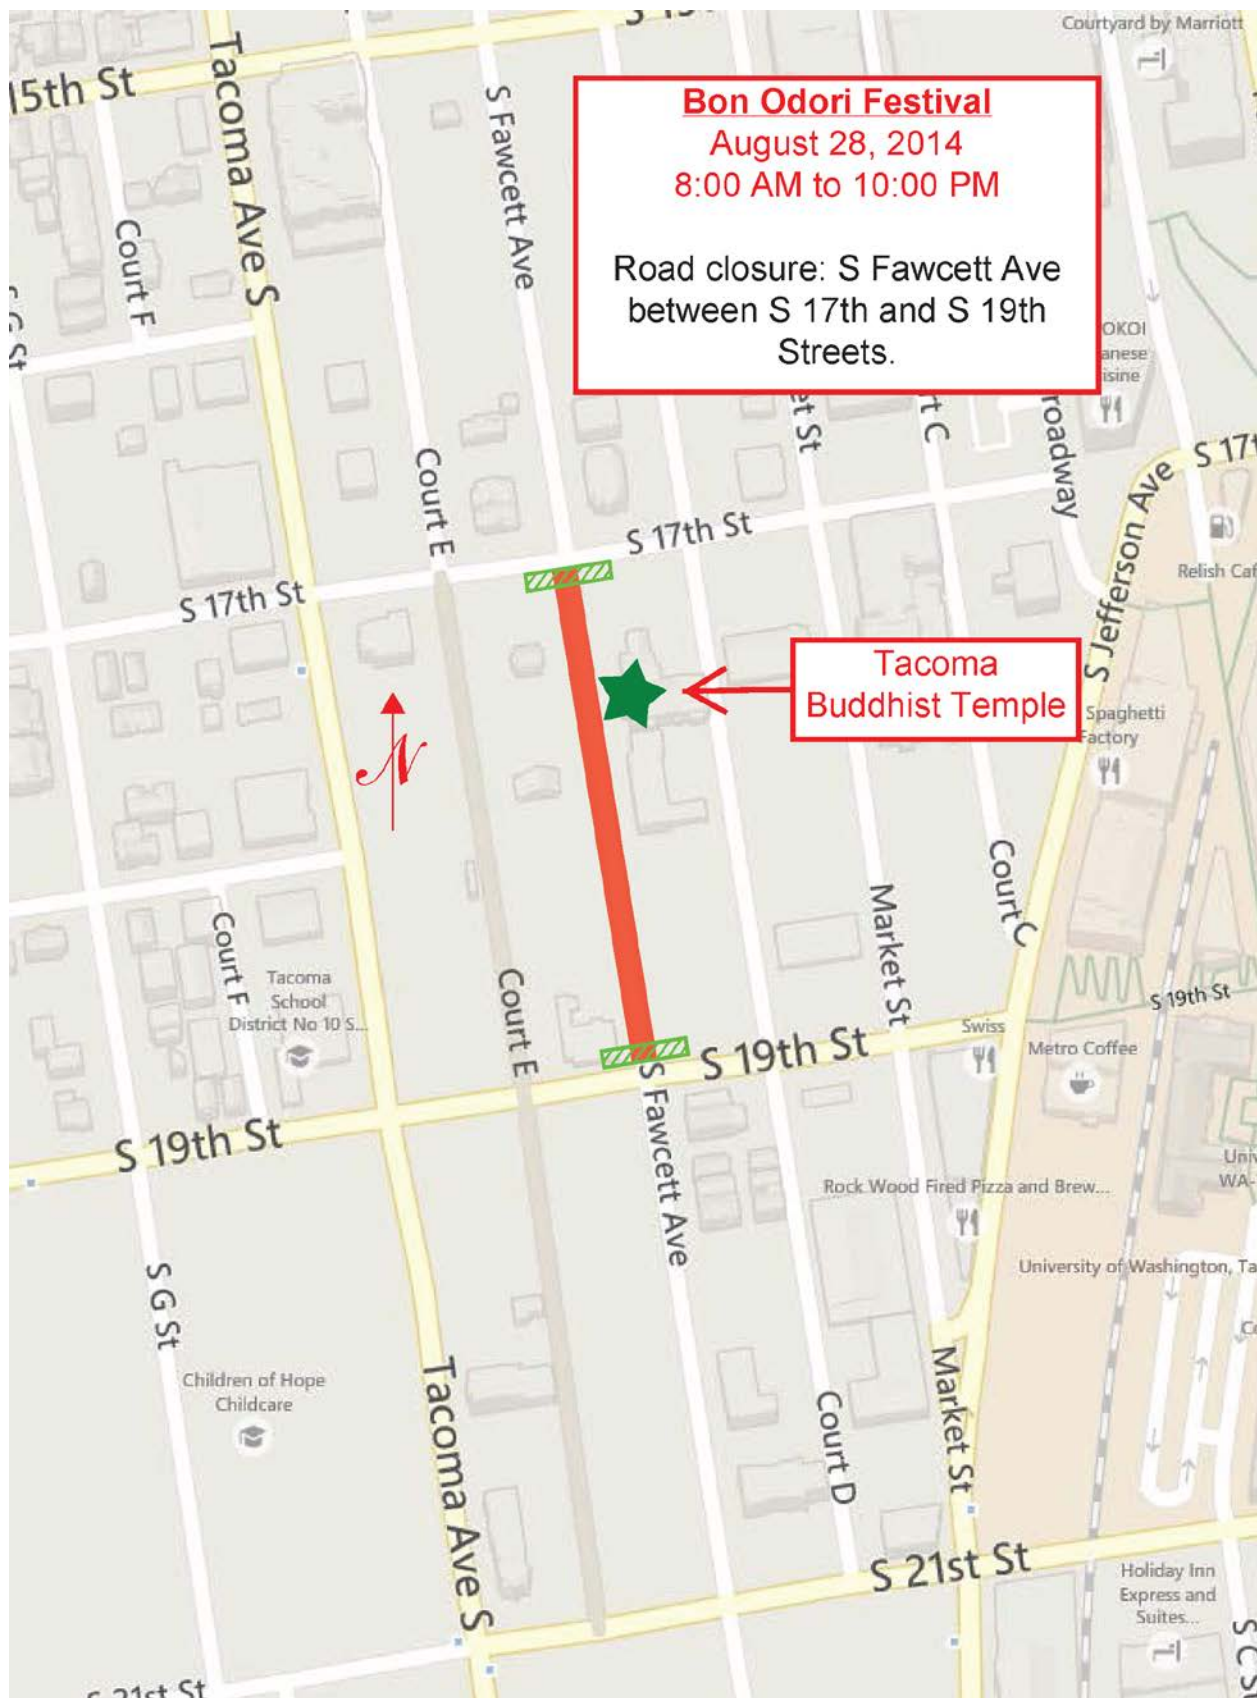 Courtyard by Marriott
15th St
Tacoma Ave S
S Fawcett Ave
Bon Odori Festival
August 28, 2014
8:00 AM to 10:00 PM
Road closure: S Fawcett Ave
between S 17th and S 19th
Streets.
Court F
Court E
S 17th St
S 17th St
S Jefferson Ave
Relish
Tacoma
Buddhist Temple
N
Spaghetti
Court C
Market St
Court F
Tacoma
School
District No 10 S...
Court E
S 19th St
S 19th St
Swiss
Metro Coffee
S 19th St
S Fawcett Ave
Rock Wood Fired Pizza and Brew...
University of Washington, Ta
S G St
Children of Hope
Childcare
Tacoma Ave S
Court D
Market St
S 21st St
Holiday Inn
Express and
Suites...